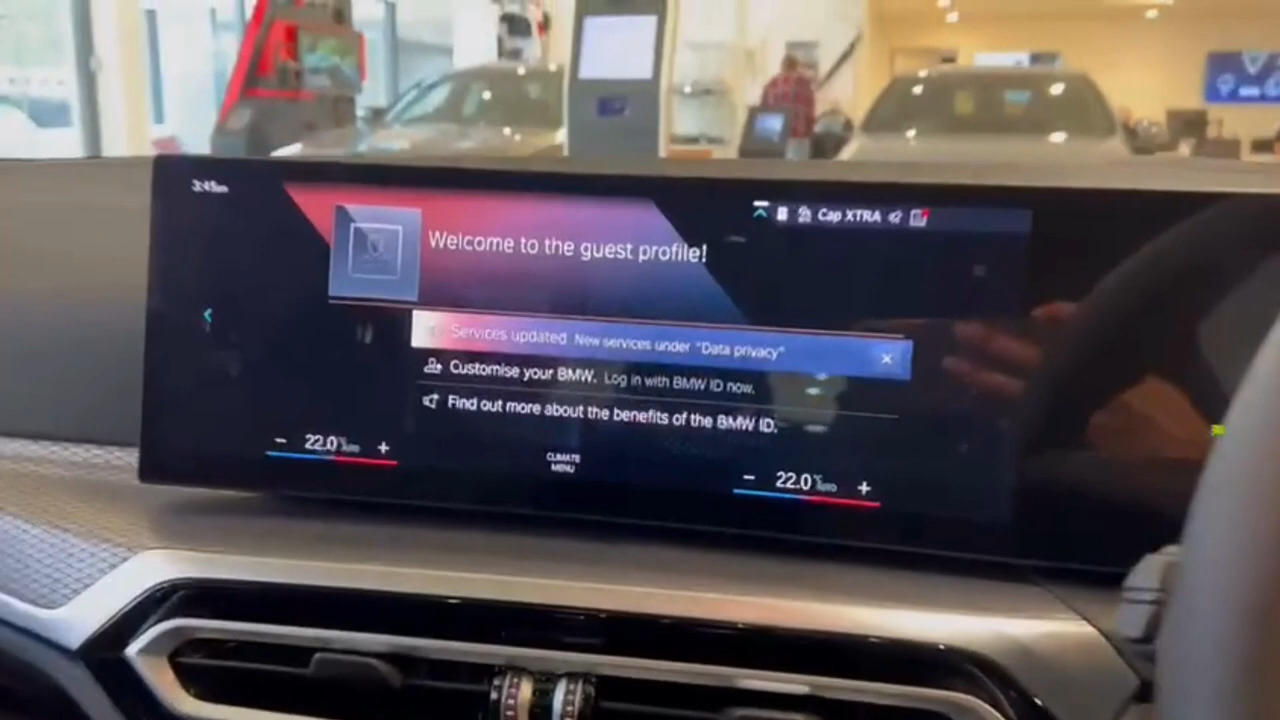 Cap XTRA
Welcome to the guest profile!
Services updated New services under "Data privacy"
Customise your BMW. Log in with BMW ID now.
Find out more about the benefits of the BMW ID.
- 22.0 °C +
CLIMATE
MENU
- 22.0 °C +